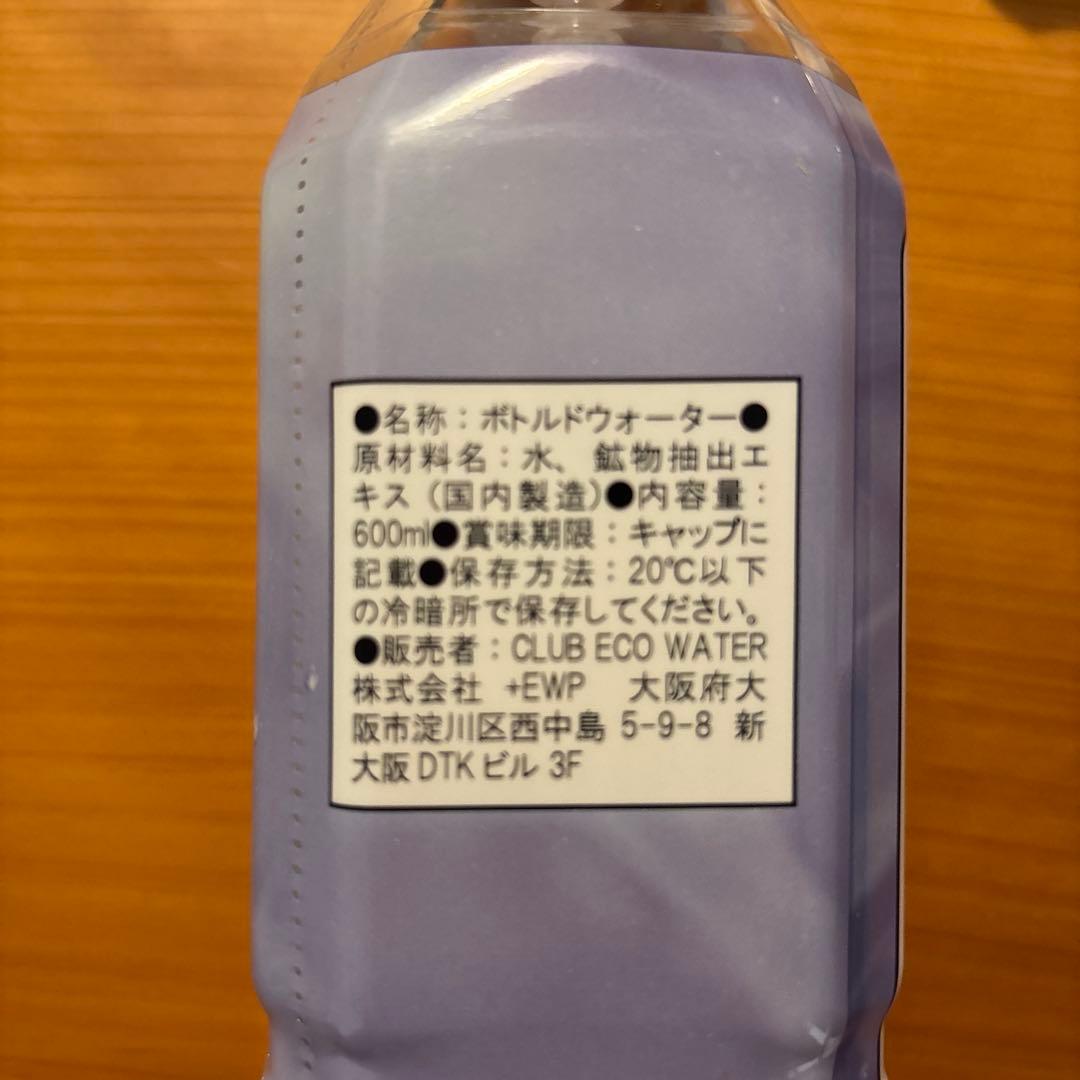 ●名称：ボトルドウォーター●
原材料名：水、鉱物抽出エ
キス（国内製造）●内容量：
600ml●賞味期限：キャップに
記載●保存方法：20℃以下
の冷暗所で保存してください。
●販売者：CLUB ECO WATER
株式会社 +EWP 大阪府大
阪市淀川区西中島 5-9-8 新
大阪 DTK ビル 3F